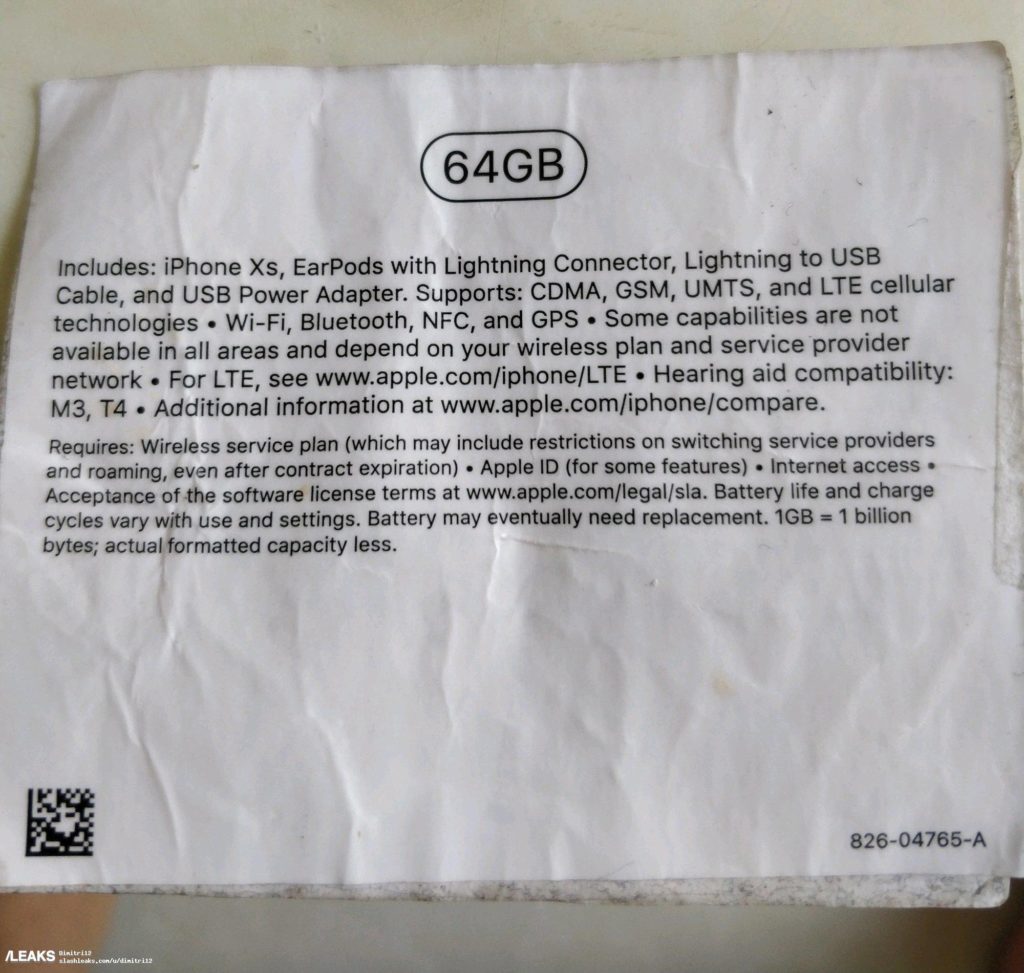 64GB
Includes: iPhone Xs, EarPods with Lightning Connector, Lightning to USB
Cable, and USB Power Adapter. Supports: CDMA, GSM, UMTS, and LTE cellular
technologies • Wi-Fi, Bluetooth, NFC, and GPS • Some capabilities are not
available in all areas and depend on your wireless plan and service provider
network • For LTE, see www.apple.com/iphone/LTE • Hearing aid compatibility:
M3, T4 • Additional information at www.apple.com/iphone/compare.
Requires: Wireless service plan (which may include restrictions on switching service providers
and roaming, even after contract expiration) • Apple ID (for some features) • Internet access •
Acceptance of the software license terms at www.apple.com/legal/sla. Battery life and charge
cycles vary with use and settings. Battery may eventually need replacement. 1GB = 1 billion
bytes; actual formatted capacity less.
826-04765-A
/LEAKS
Dimitri12
slashleaks.com/u/dimitri12